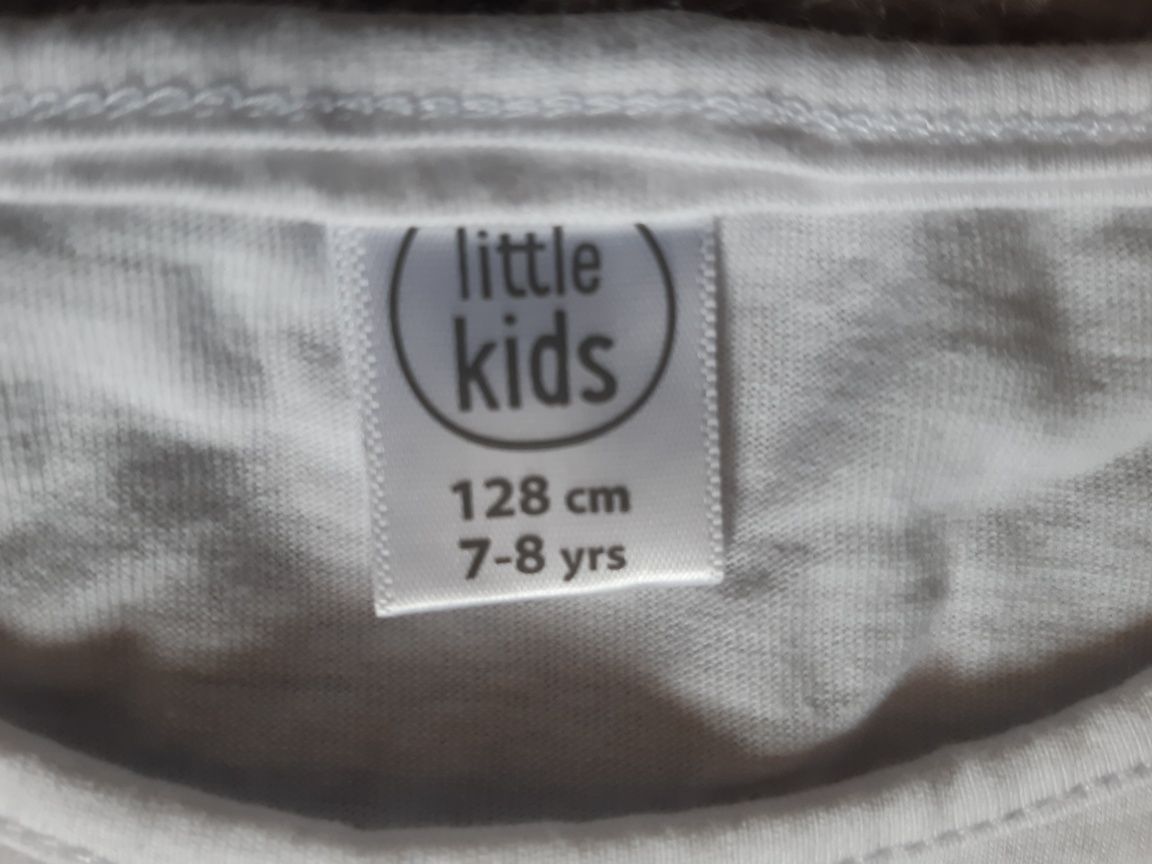 little
kids
128 cm
7-8 yrs